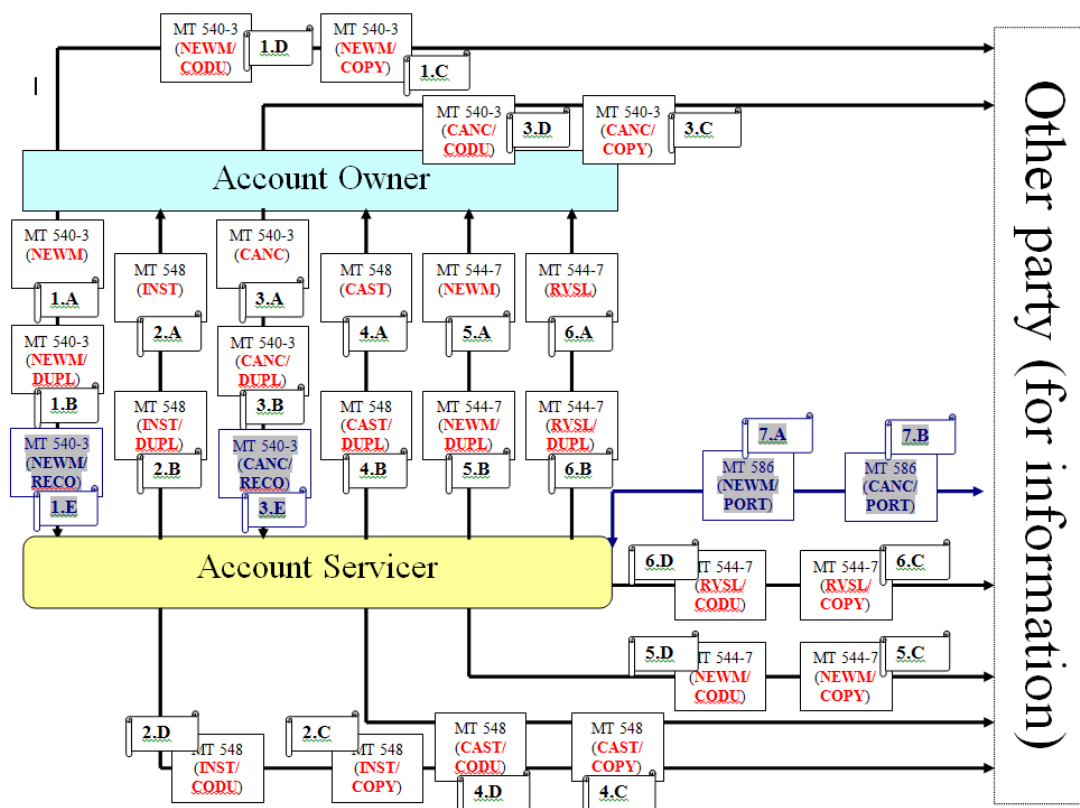 MT 540-3
(NEWM/
CODU)
1.D
MT 540-3
(NEWM/
COPY)
1.C
MT 540-3
(CANC/
CODU)
3.D
MT 540-3
(CANC/
COPY)
3.C
Account Owner
MT 540-3
(NEWM)
1.A
MT 548
(INST)
2.A
MT 540-3
(CANC)
3.A
MT 548
(CAST)
4.A
MT 544-7
(NEWM)
5.A
MT 544-7
(RVSL)
6.A
MT 540-3
(NEWM/
DUPL)
1.B
MT 548
(INST/
DUPL)
2.B
MT 540-3
(CANC/
DUPL)
3.B
MT 548
(CAST/
DUPL)
4.B
MT 544-7
(NEWM/
DUPL)
5.B
MT 544-7
(RVSL/
DUPL)
6.B
MT 540-3
(NEWM/
RECO)
1.E
MT 540-3
(CANC/
RECO)
3.E
7.A
MT 586
(NEWM/
PORT)
7.B
MT 586
(CANC/
PORT)
Account Servicer
6.D
MT 544-7
(RVSL/
CODU)
6.C
MT 544-7
(RVSL/
COPY)
5.D
MT 544-7
(NEWM/
CODU)
5.C
MT 544-7
(NEWM/
COPY)
2.D
MT 548
(INST/
CODU)
2.C
MT 548
(INST/
COPY)
MT 548
(CAST/
CODU)
4.D
MT 548
(CAST/
COPY)
4.C
Other party (for information)